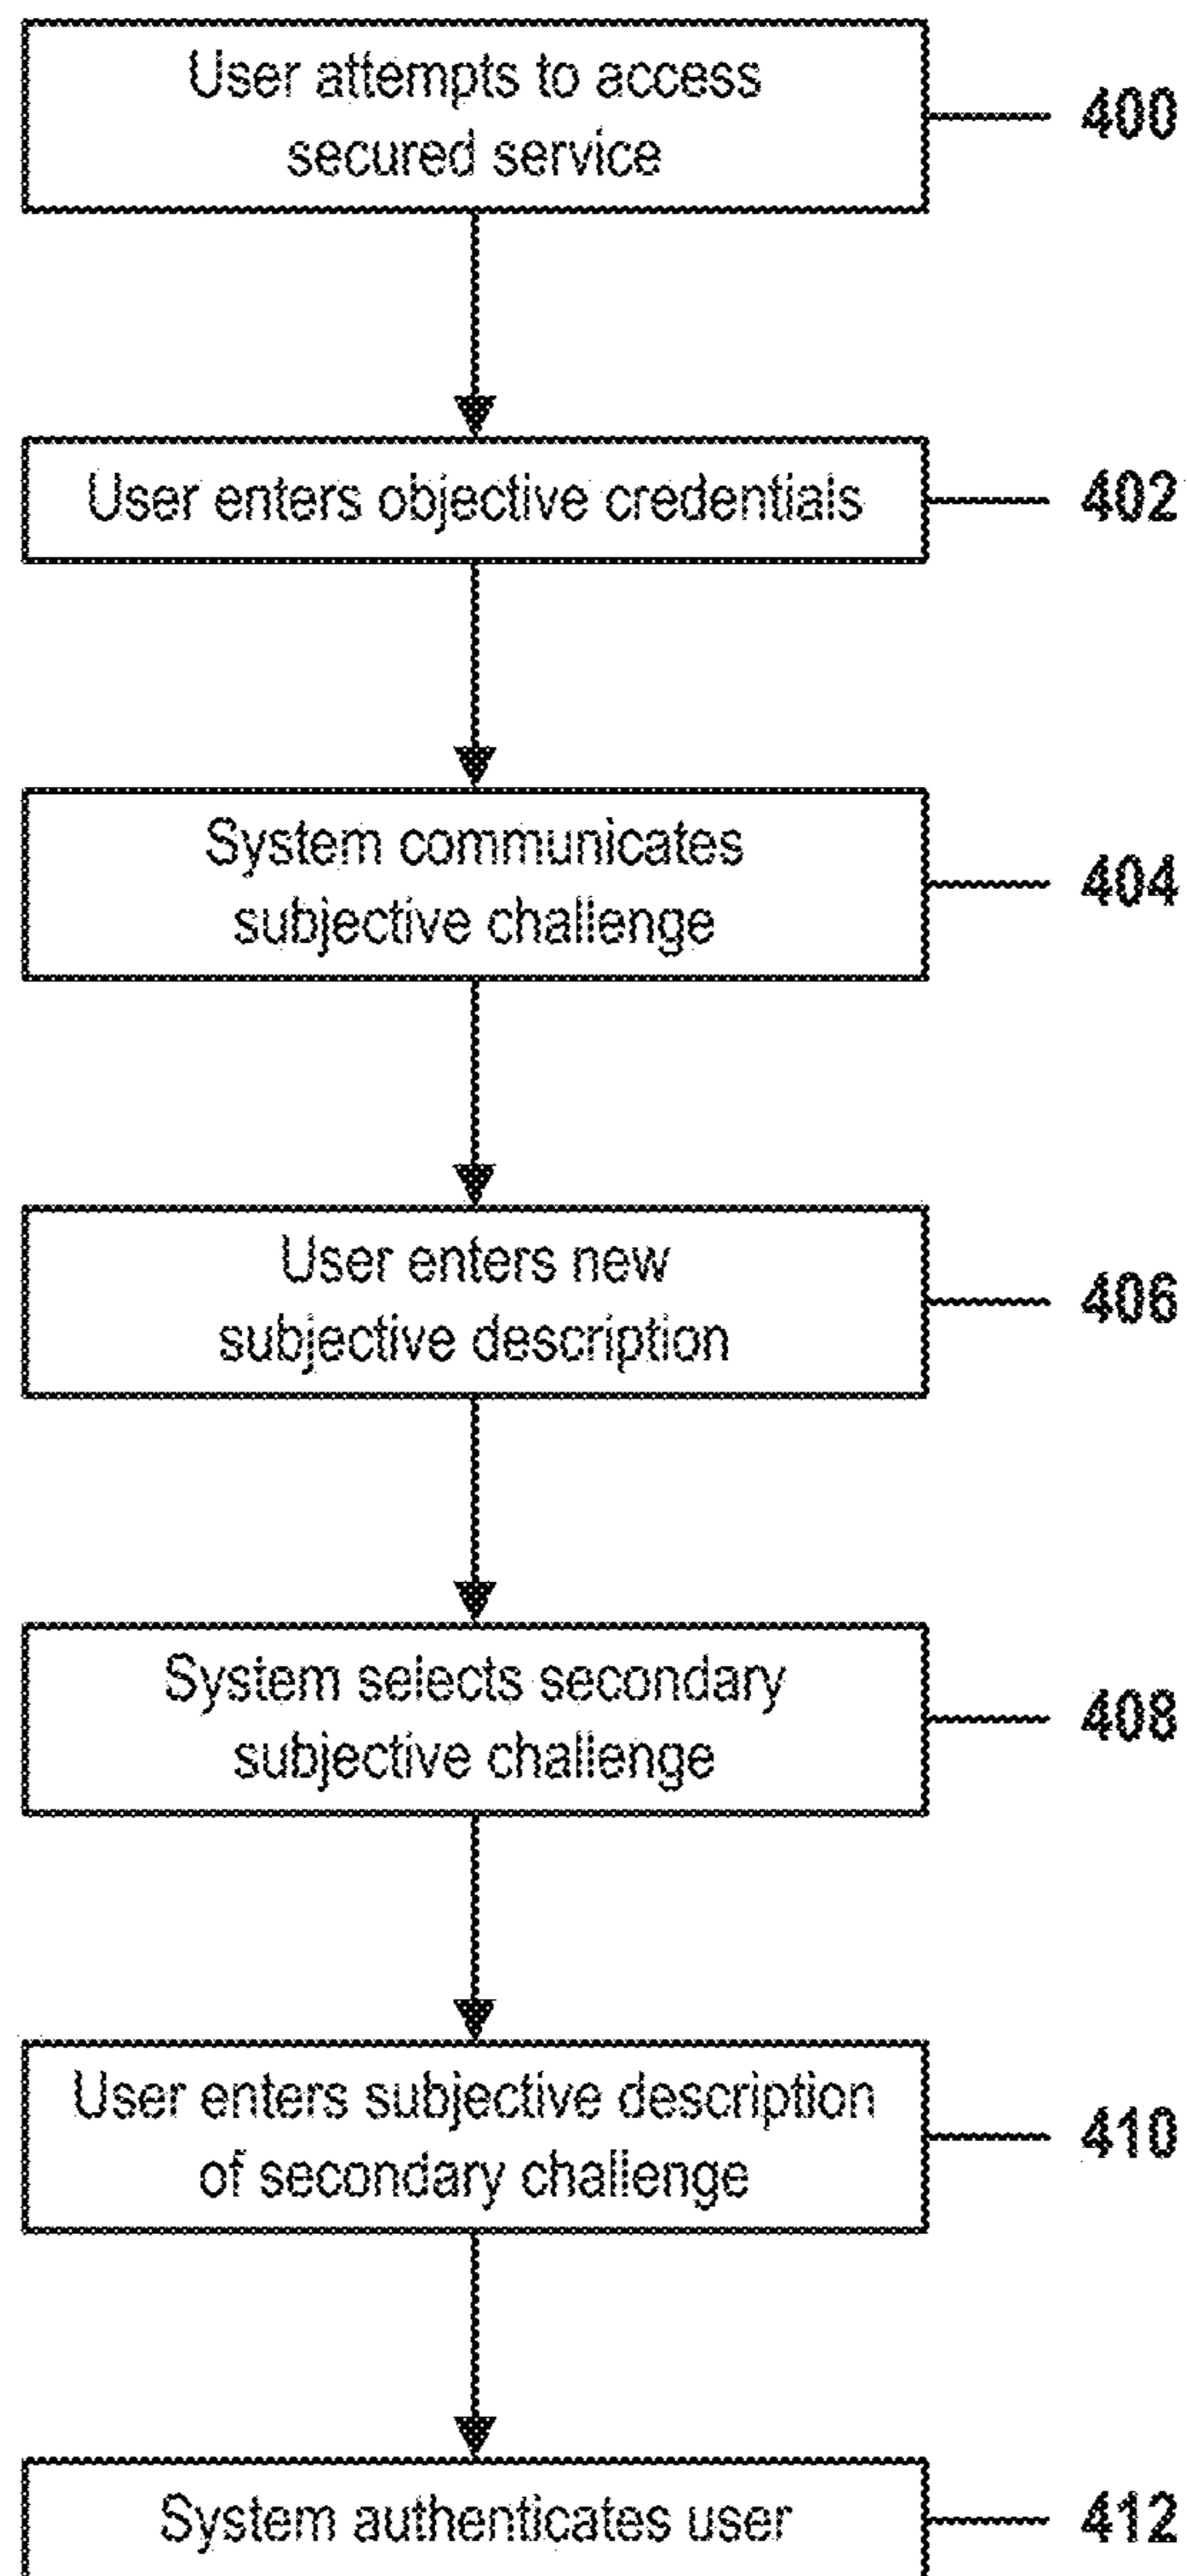 User attempts to access
secured service
400
User enters objective credentials
402
System communicates
subjective challenge
404
User enters new
subjective description
406
System selects secondary
subjective challenge
408
User enters subjective description
of secondary challenge
410
System authenticates user
412